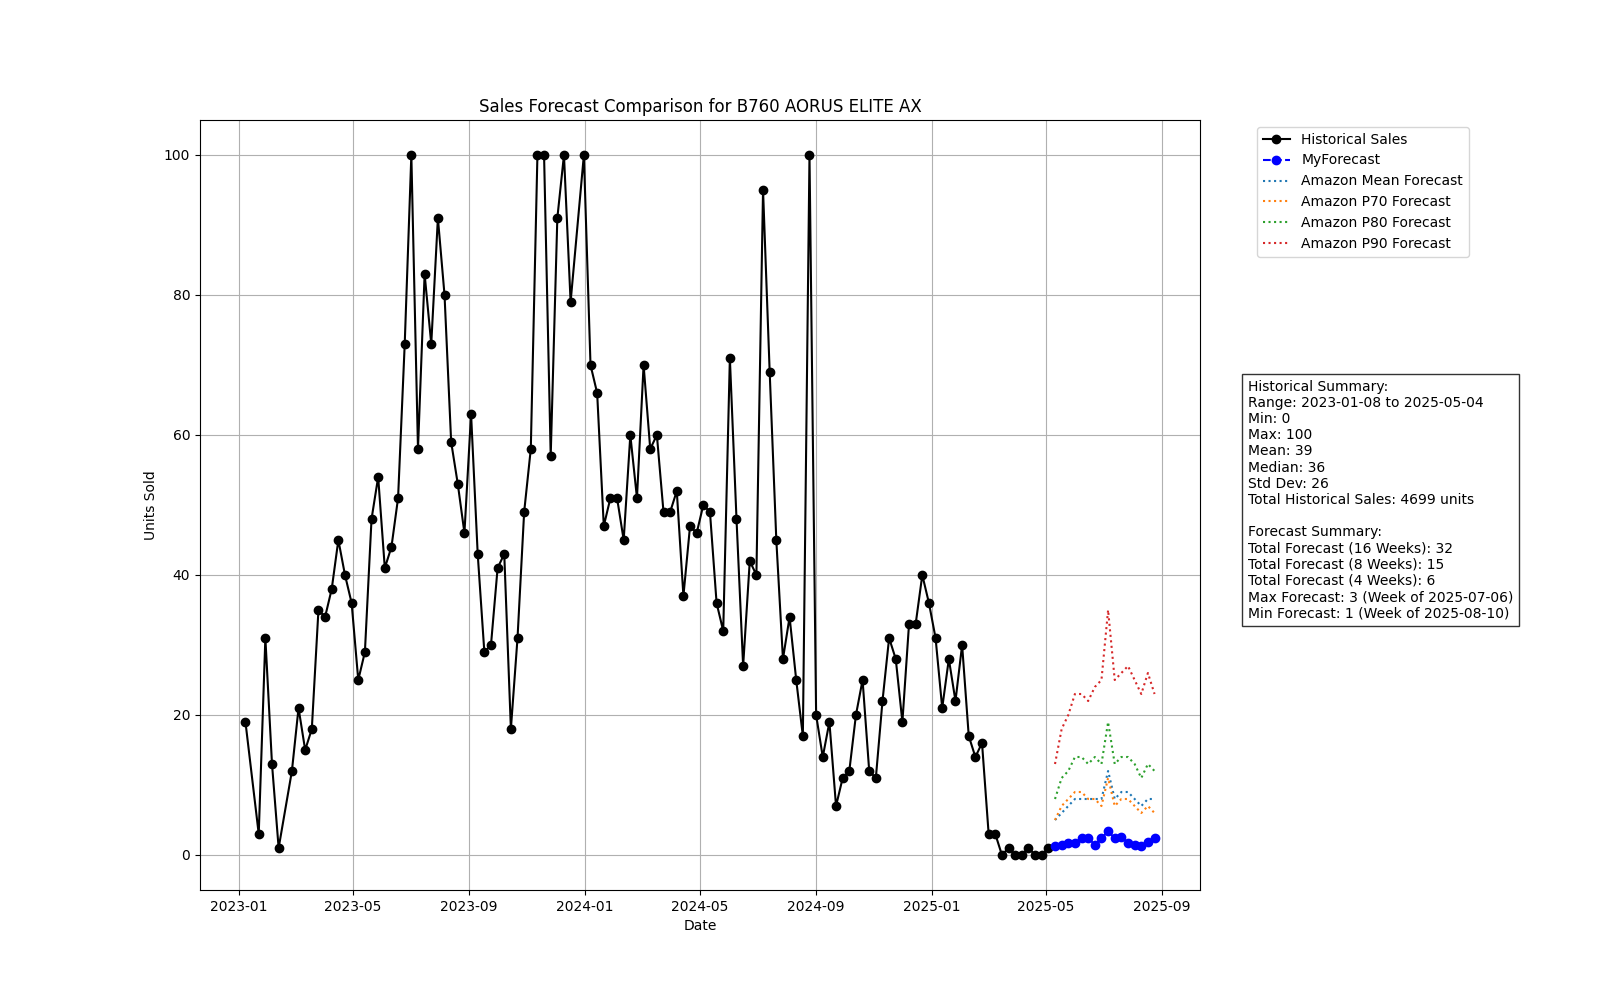 Sales Forecast Comparison for B760 AORUS ELITE AX
Units Sold
100
80
60
40
20
0
2023-01
2023-05
2023-09
2024-01
2024-05
2024-09
2025-01
2025-05
2025-09
Date
Historical Sales
MyForecast
Amazon Mean Forecast
Amazon P70 Forecast
Amazon P80 Forecast
Amazon P90 Forecast
Historical Summary:
Range: 2023-01-08 to 2025-05-04
Min: 0
Max: 100
Mean: 39
Median: 36
Std Dev: 26
Total Historical Sales: 4699 units
Forecast Summary:
Total Forecast (16 Weeks): 32
Total Forecast (8 Weeks): 15
Total Forecast (4 Weeks): 6
Max Forecast: 3 (Week of 2025-07-06)
Min Forecast: 1 (Week of 2025-08-10)